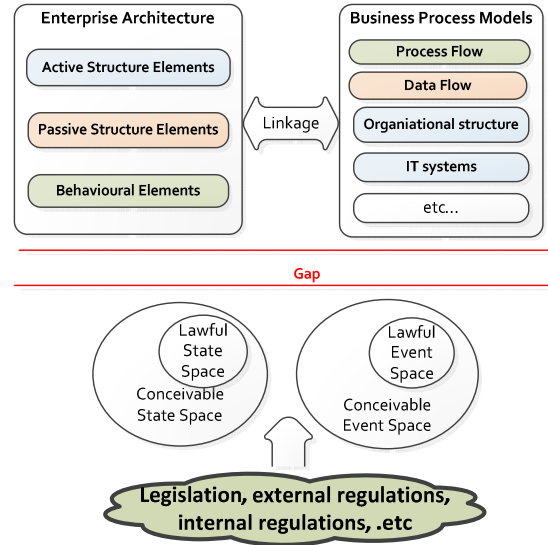 Enterprise Architecture
Active Structure Elements
Passive Structure Elements
Behavioural Elements
Linkage
Business Process Models
Process Flow
Data Flow
Organiational structure
IT systems
etc...
Gap
Lawful
State
Space
Conceivable
State Space
Lawful
Event
Space
Conceivable
Event Space
Legislation, external regulations,
internal regulations, .etc